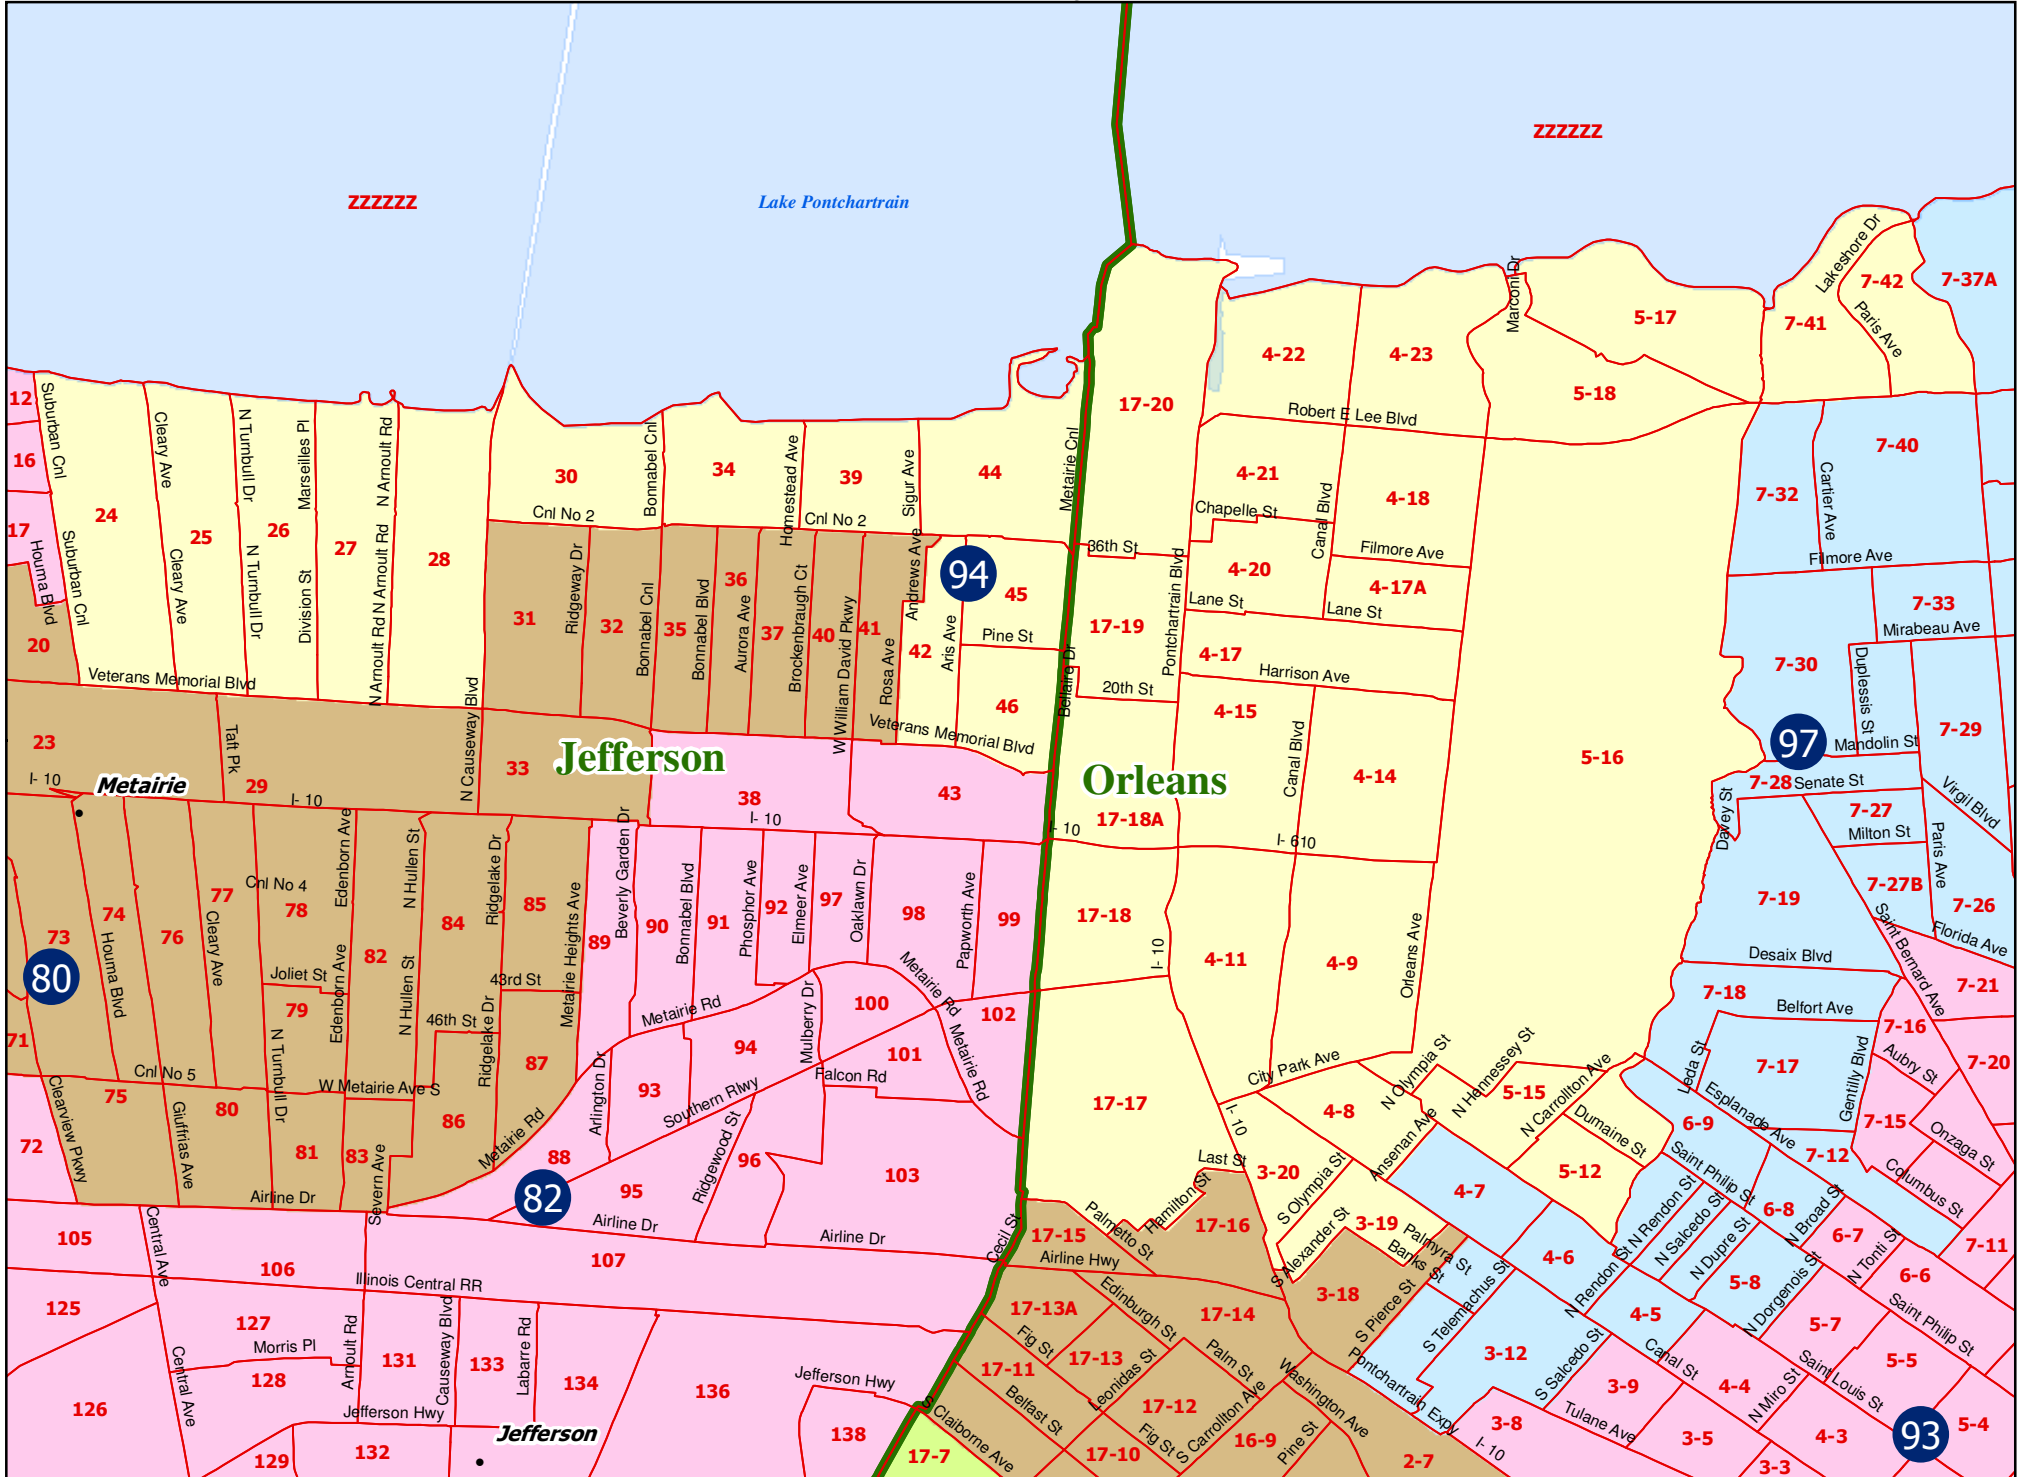 zzzzzz
zzzzzz
Lake Pontchartrain
Lakeshore Dr
7-42
7-37A
Marconi Dr
5-17
7-41
Paris Ave
4-22
4-23
5-18
12
Suburban Cnl
Cleary Ave
N Turnbull Dr
Marseilles Pl
N Arnoult Rd
Bonnabel Cnl
Homestead Ave
Sigur Ave
Metairie Cnl
17-20
Robert E Lee Blvd
7-40
16
30
34
39
44
4-21
4-18
7-32
Cartier Ave
24
25
26
27
28
Cnl No 2
Cnl No 2
Chapelle St
Canal Blvd
17
Houma Blvd
Suburban Cnl
Cleary Ave
N Turnbull Dr
Division St
N Arnoult Rd
N Arnoult Rd
N Arnoult Rd
36th St
Filmore Ave
Filmore Ave
94
45
4-20
4-17A
31
Ridgeway Dr
32
Bonnabel Cnl
35
Bonnabel Blvd
36
Aurora Ave
37
Brockenbraugh Ct
40
W William David Pkwy
41
Rosa Ave
Andrews Ave
42
Aris Ave
Pine St
17-19
Pontchartrain Blvd
Lane St
Lane St
7-33
Mirabeau Ave
20
4-17
Harrison Ave
7-30
Duplessis St
Veterans Memorial Blvd
46
Bellaire Dr
20th St
4-15
Canal Blvd
7-29
Veterans Memorial Blvd
23
Taft Pk
N Causeway Blvd
33
Jefferson
Orleans
4-14
5-16
97
Mandolin St
I- 10
Metairie
29
I- 10
38
I- 10
43
I- 10
17-18A
I- 610
7-28
Senate St
7-27
Milton St
Virgil Blvd
Davey St
Paris Ave
Edenborn Ave
N Hullen St
Ridgelake Dr
Beverly Garden Dr
Metairie Heights Ave
Cnl No 4
77
78
74
76
73
80
Houma Blvd
Cleary Ave
Joliet St
79
Edenborn Ave
82
N Hullen St
84
85
43rd St
89
90
Bonnabel Blvd
91
Phosphor Ave
92
Elmeer Ave
97
Oaklawn Dr
98
Papworth Ave
99
17-18
I- 10
4-11
4-9
Orleans Ave
7-19
7-27B
7-26
Saint Bernard Ave
Florida Ave
Desaix Blvd
7-21
7-18
Belfort Ave
7-16
71
Cnl No 5
46th St
Ridgelake Dr
87
Metairie Rd
100
Mulberry Dr
Metairie Rd
102
Metairie Rd
94
101
City Park Ave
N Olympia St
N Hennessey St
Leda St
7-17
Gentilly Blvd
Aubry St
7-20
75
80
N Turnbull Dr
W Metairie Ave S
Clearview Pkwy
72
Giuffrias Ave
81
83
Severn Ave
86
Metairie Rd
88
Arlington Dr
93
Southern Rlwy
Falcon Rd
Ridgewood St
96
103
17-17
I- 10
4-8
Ansenan Ave
5-15
N Carrollton Ave
Dumaine St
6-9
Esplanade Ave
7-15
Onzaga St
7-12
Columbus St
Airline Dr
82
95
Airline Dr
Airline Dr
Last St
3-20
S Olympia St
5-12
4-7
Saint Philip St
Hamilton St
17-16
Palmetto St
17-15
Cecil St
Airline Hwy
3-19
S Alexander St
Palmyra St
Banks St
N Rendon St
N Salcedo St
N Dupre St
6-8
N Broad St
6-7
N Tonti St
7-11
105
Central Ave
106
Illinois Central RR
107
4-6
N Rendon St
5-8
N Dorgenois St
6-6
125
127
Morris Pl
128
Central Ave
126
Arnoult Rd
131
Causeway Blvd
133
Labarre Rd
134
136
17-13A
Edinburgh St
17-14
3-18
S Pierce St
S Telemachus St
4-5
5-7
Saint Philip St
Fig St
17-13
17-11
Leonidas St
Palm St
Washington Ave
Pontchartrain Expy
3-12
S Salcedo St
Canal St
Saint Louis St
5-5
Jefferson Hwy
Jefferson Hwy
Jefferson
129
132
138
S Claiborne Ave
17-7
Belfast St
17-12
17-10
Fig St
S Carrollton Ave
16-9
Pine St
2-7
3-8
I- 10
Tulane Ave
3-9
4-4
N Miro St
3-5
4-3
3-3
93
5-4